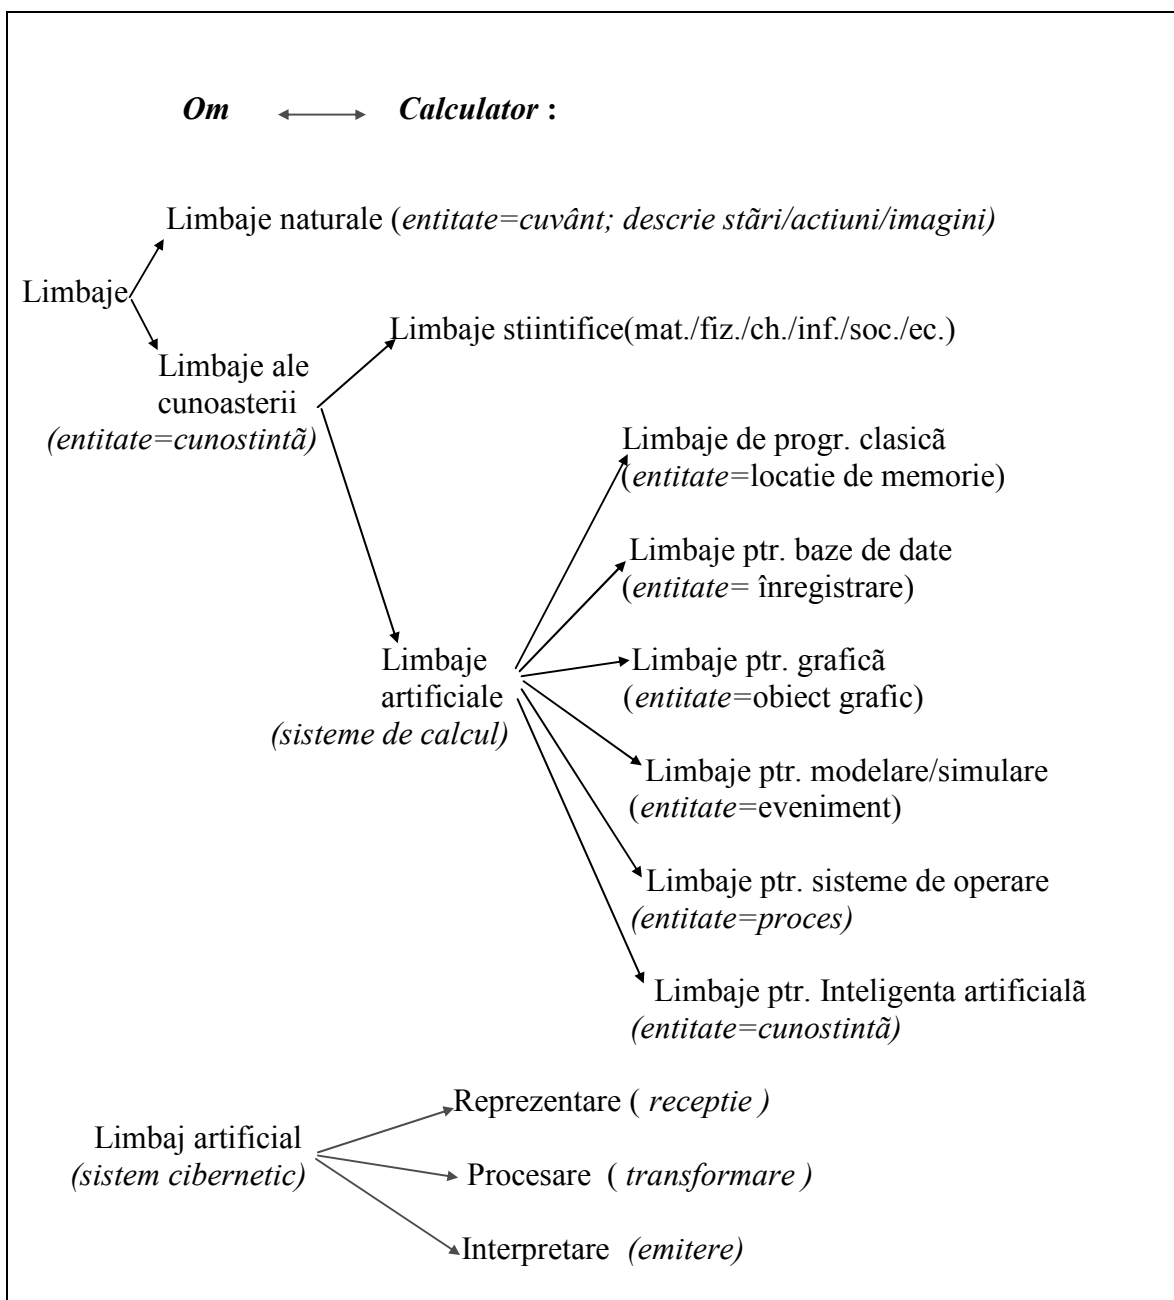 Om Calculator :
Limbaje naturale (entitate=cuvânt; descrie stãri/actiuni/imagini)
Limbaje
Limbaje stiintifice(mat./fiz./ch./inf./soc./ec.)
Limbaje ale
cunoasterii
(entitate=cunostintã)
Limbaje de progr. clasicã
(entitate=locatie de memorie)
Limbaje ptr. baze de date
(entitate= înregistrare)
Limbaje
artificiale
(sisteme de calcul)
Limbaje ptr. graficã
(entitate=obiect grafic)
Limbaje ptr. modelare/simulare
(entitate=eveniment)
Limbaje ptr. sisteme de operare
(entitate=proces)
Limbaje ptr. Inteligenta artificialã
(entitate=cunostintã)
Limbaj artificial
(sistem cibernetic)
Reprezentare ( receptie )
Procesare ( transformare )
Interpretare (emitere)